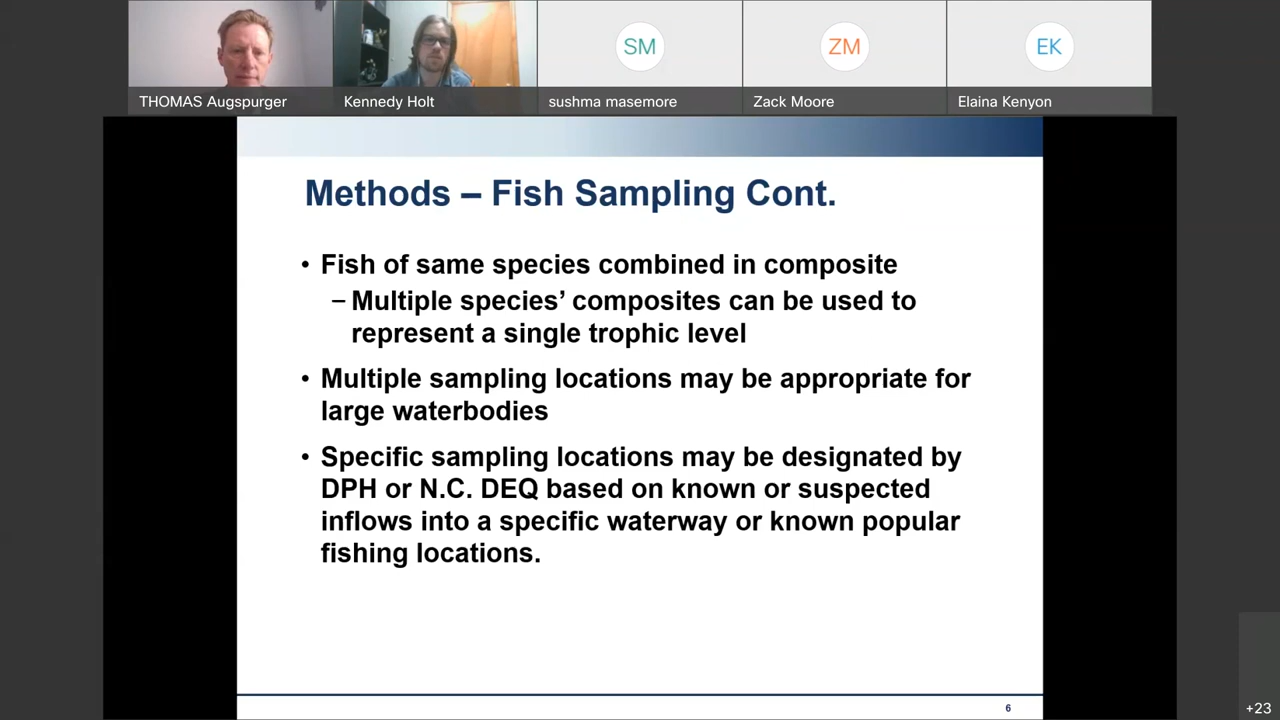 SM
ZM
EK
THOMAS Augspurger
Kennedy Holt
sushma masemore
Zack Moore
Elaina Kenyon
Methods – Fish Sampling Cont.
• Fish of same species combined in composite
– Multiple species’ composites can be used to
represent a single trophic level
• Multiple sampling locations may be appropriate for
large waterbodies
• Specific sampling locations may be designated by
DPH or N.C. DEQ based on known or suspected
inflows into a specific waterway or known popular
fishing locations.
6
+23